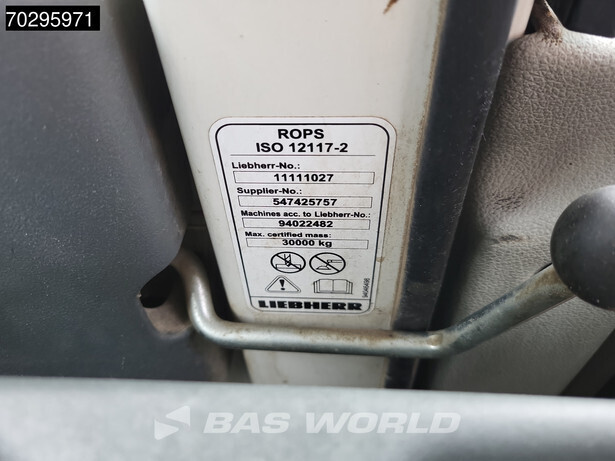 70295971
ROPS
ISO 12117-2
Liebherr-No.:
11111027
Supplier-No.:
547425757
Machines acc. to Liebherr-No.:
94022482
Max. certified mass:
30000 kg
LIEBHERR
BAS WORLD